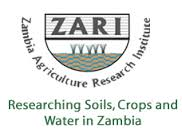 ZARI
Zambia Agriculture Research Institute
Researching Soils, Crops and
Water in Zambia